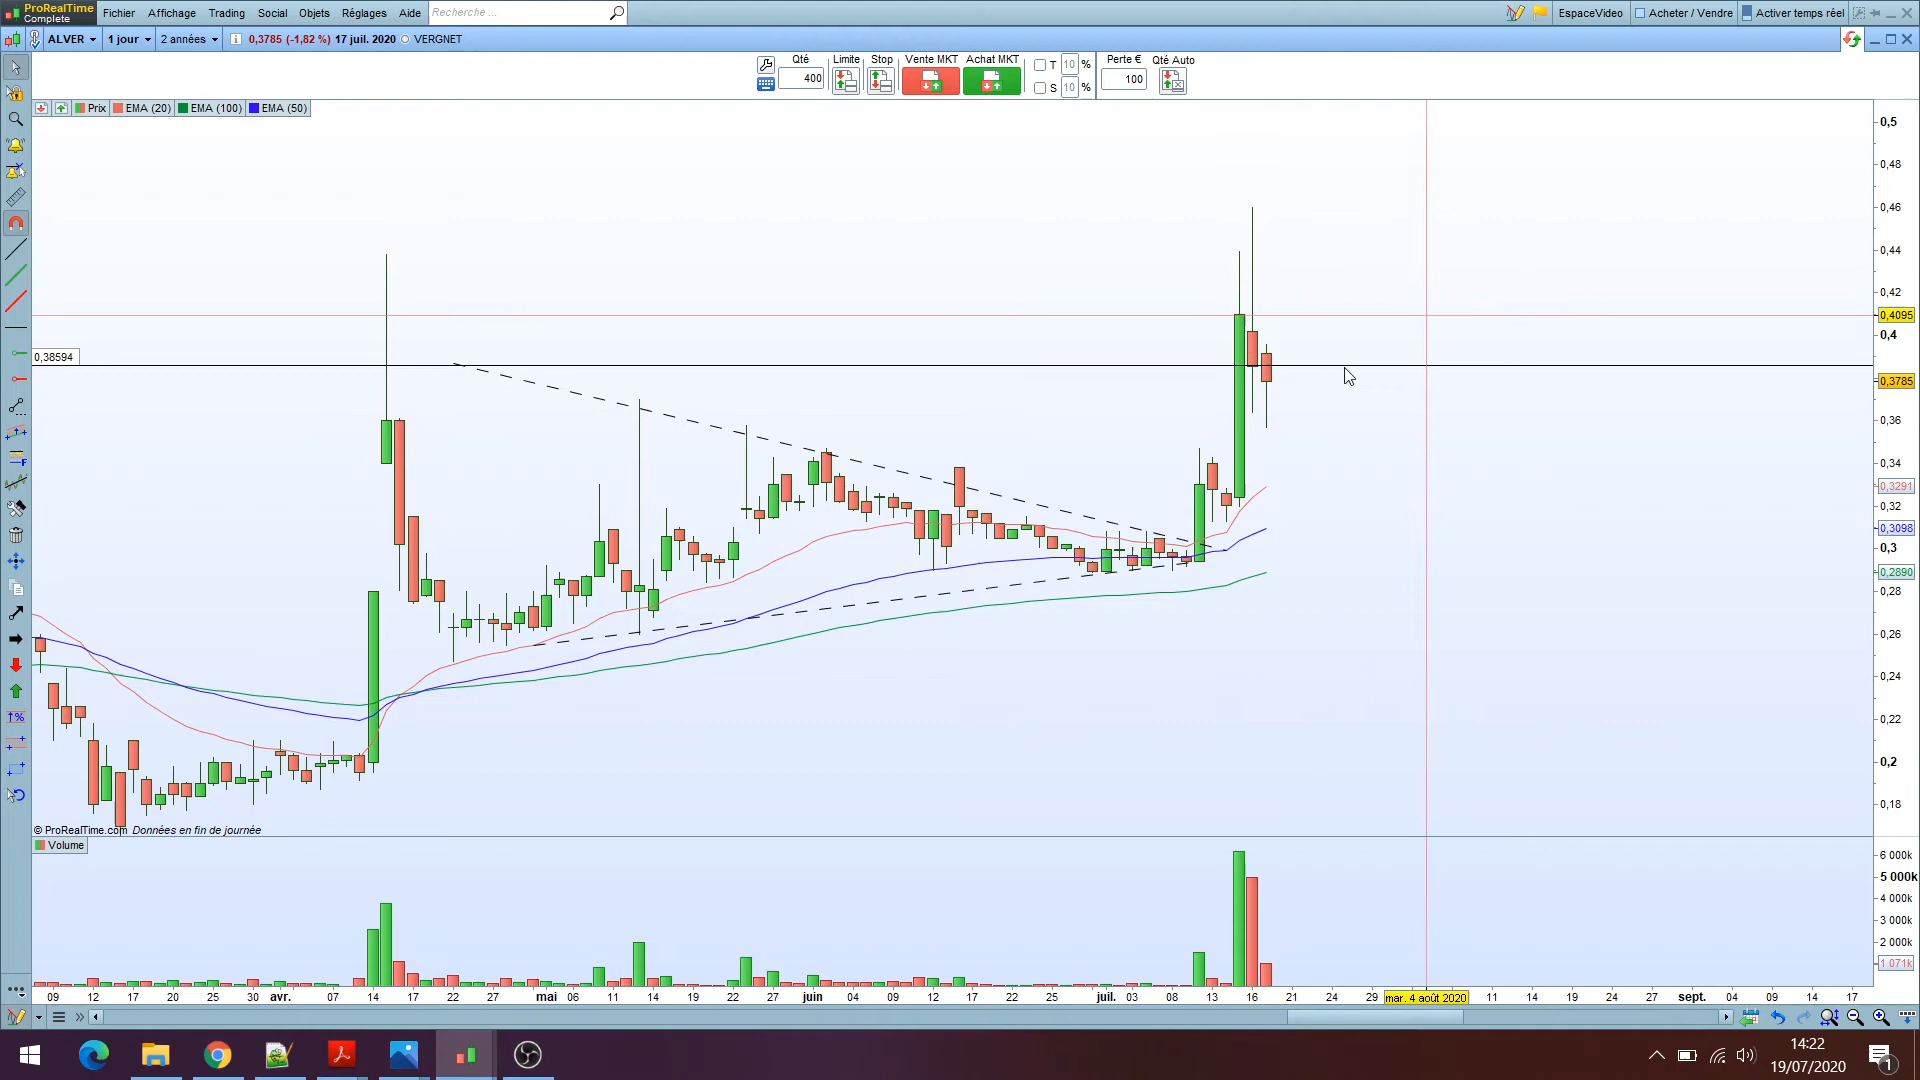 ProRealTime
Complete
Fichier Affichage Trading Social Objets Réglages Aide Recherche ... EspaceVideo Acheter / Vendre Activer temps réel
ALVER 1 jour 2 années i 0,3785 (-1,82 %) 17 juil. 2020 VERGNET
Qté Limite Stop Vente MKT Achat MKT T 10 % Perte € Qté Auto
400 S 10 % 100
Prix EMA (20) EMA (100) EMA (50)
0,5
0,48
0,46
0,44
0,42
0,4095
0,4
0,38594
0,3785
0,36
0,34
0,3291
0,32
0,3098
0,3
0,2890
0,28
0,26
0,24
0,22
0,2
0,18
© ProRealTime.com Données en fin de journée
Volume
6 000k
5 000k
4 000k
3 000k
2 000k
1 071k
09 12 17 20 25 30 avr. 07 14 17 22 27 mai 06 11 14 19 22 27 juin 04 09 12 17 22 25 juil. 03 08 13 16 21 24 29 mar. 4 août 2020 11 14 19 24 27 sept. 04 09 14 17
14:22
19/07/2020
1